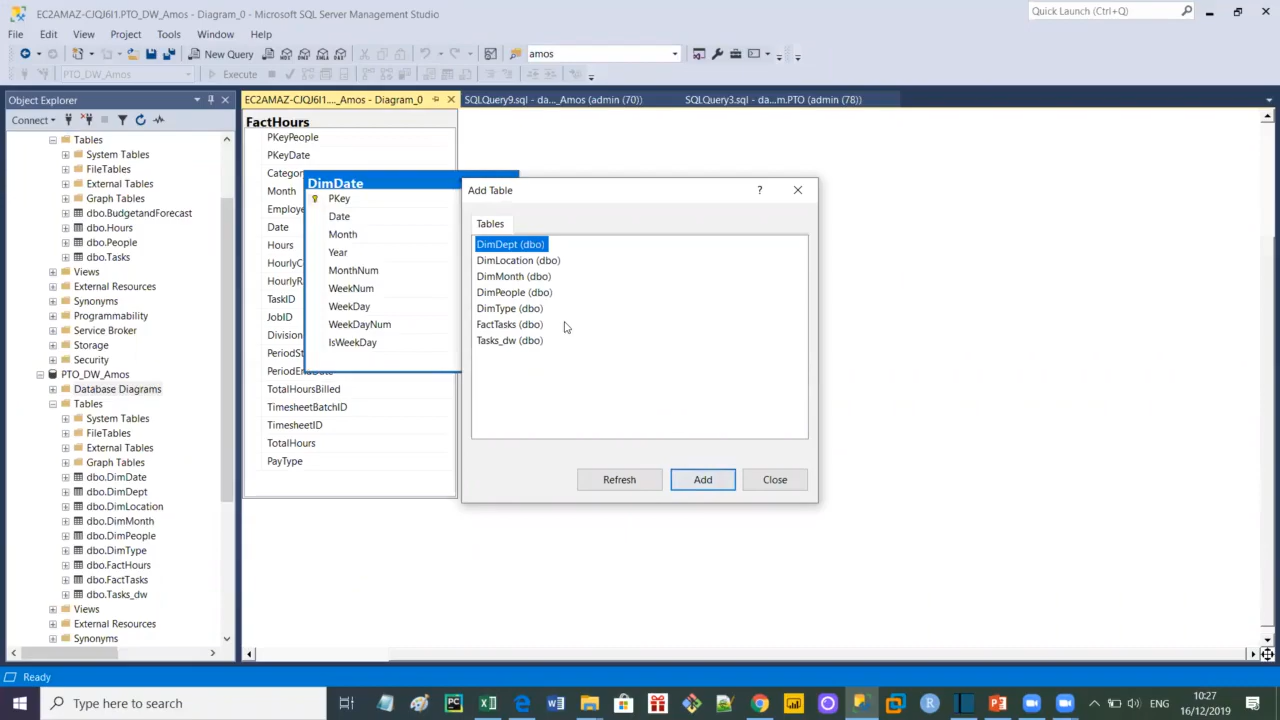 EC2AMAZ-CJQJ6I1.PTO_DW_Amos - Diagram_0 - Microsoft SQL Server Management Studio
Quick Launch (Ctrl+Q)
File Edit View Project Tools Window Help
New Query
amos
PTO_DW_Amos
Execute
Object Explorer
EC2AMAZ-CJQJ6I1...._Amos - Diagram_0
SQLQuery9.sql - da..._Amos (admin (70))
SQLQuery3.sql - da...m.PTO (admin (78))
Connect
Tables
System Tables
FileTables
External Tables
Graph Tables
dbo.BudgetandForecast
dbo.Hours
dbo.People
dbo.Tasks
Views
External Resources
Synonyms
Programmability
Service Broker
Storage
Security
PTO_DW_Amos
Database Diagrams
Tables
System Tables
FileTables
External Tables
Graph Tables
dbo.DimDate
dbo.DimDept
dbo.DimLocation
dbo.DimMonth
dbo.DimPeople
dbo.DimType
dbo.FactHours
dbo.FactTasks
dbo.Tasks_dw
Views
External Resources
Synonyms
FactHours
PKeyPeople
PKeyDate
Month
Date
Hours
TaskID
JobID
TotalHoursBilled
TimesheetBatchID
TimesheetID
TotalHours
PayType
DimDate
PKey
Date
Month
Year
MonthNum
WeekNum
WeekDay
WeekDayNum
IsWeekDay
Add Table
?
Tables
DimDept (dbo)
DimLocation (dbo)
DimMonth (dbo)
DimPeople (dbo)
DimType (dbo)
FactTasks (dbo)
Tasks_dw (dbo)
Refresh
Add
Close
Ready
Type here to search
ENG
10:27
16/12/2019